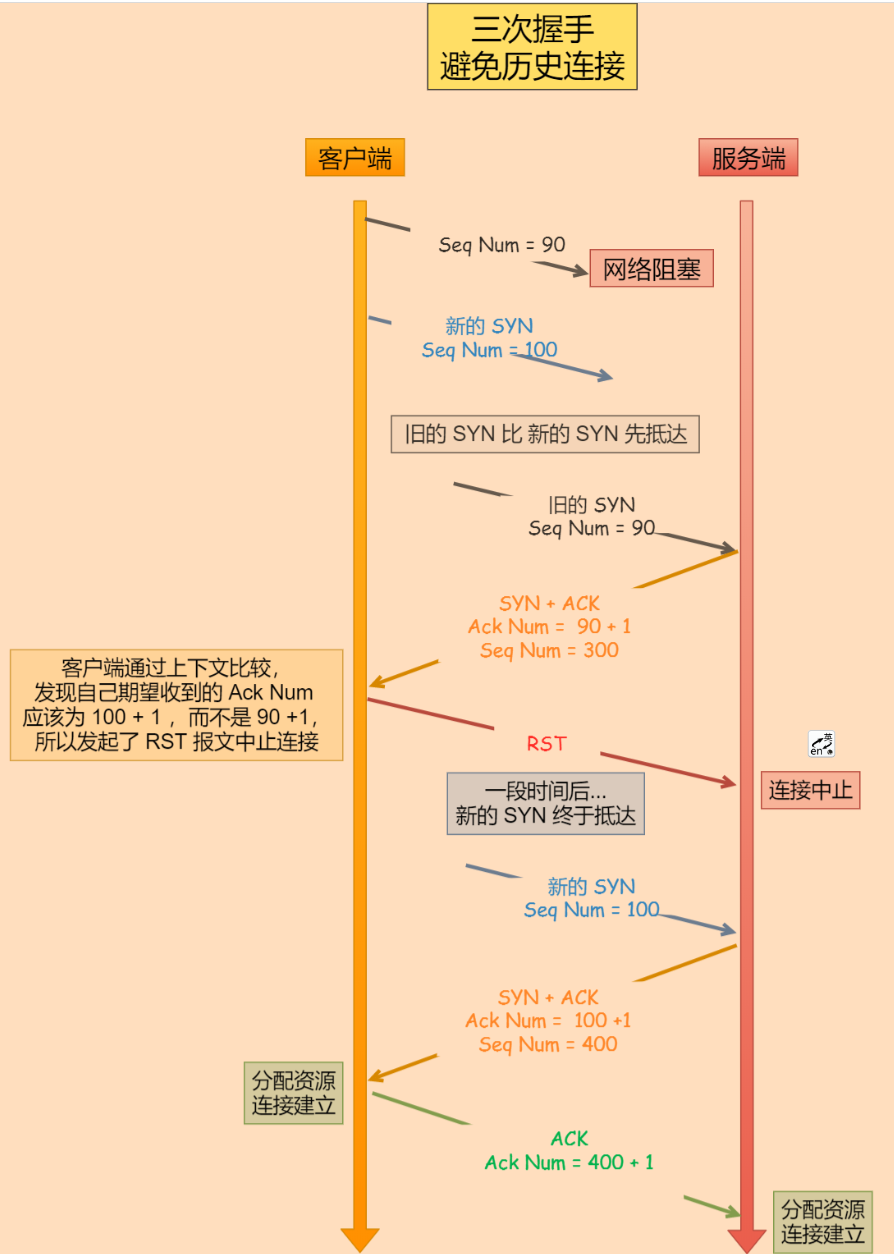 三次握手
避免历史连接
客户端
服务端
Seq Num = 90
网络阻塞
新的 SYN
Seq Num = 100
旧的 SYN 比 新的 SYN 先抵达
旧的 SYN
Seq Num = 90
SYN + ACK
Ack Num = 90 + 1
Seq Num = 300
客户端通过上下文比较，
发现自己期望收到的 Ack Num
应该为 100 + 1 ，而不是 90 +1，
所以发起了 RST 报文中止连接
RST
英
en
连接中止
一段时间后...
新的 SYN 终于抵达
新的 SYN
Seq Num = 100
SYN + ACK
Ack Num = 100 +1
Seq Num = 400
分配资源
连接建立
ACK
Ack Num = 400 + 1
分配资源
连接建立